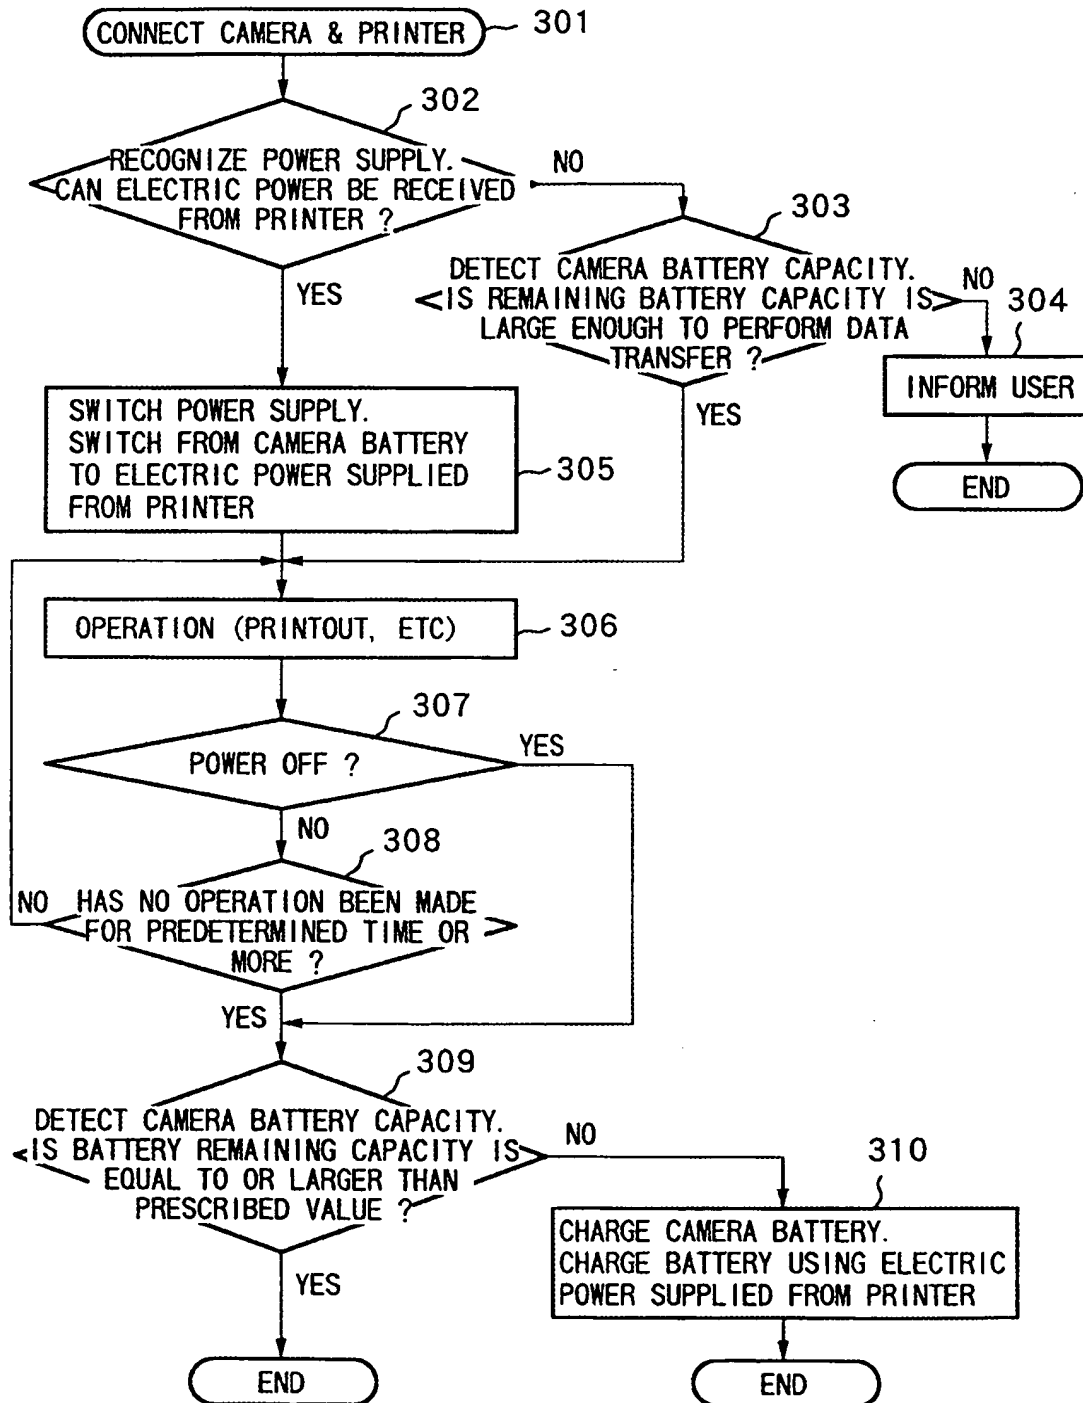 CONNECT CAMERA & PRINTER
301
302
RECOGNIZE POWER SUPPLY.
CAN ELECTRIC POWER BE RECEIVED
FROM PRINTER ?
NO
YES
303
DETECT CAMERA BATTERY CAPACITY.
IS REMAINING BATTERY CAPACITY IS
LARGE ENOUGH TO PERFORM DATA
TRANSFER ?
NO
YES
304
INFORM USER
END
SWITCH POWER SUPPLY.
SWITCH FROM CAMERA BATTERY
TO ELECTRIC POWER SUPPLIED
FROM PRINTER
305
OPERATION (PRINTOUT, ETC)
306
307
POWER OFF ?
YES
NO
308
HAS NO OPERATION BEEN MADE
FOR PREDETERMINED TIME OR
MORE ?
NO
YES
309
DETECT CAMERA BATTERY CAPACITY.
IS BATTERY REMAINING CAPACITY IS
EQUAL TO OR LARGER THAN
PRESCRIBED VALUE ?
NO
YES
310
CHARGE CAMERA BATTERY.
CHARGE BATTERY USING ELECTRIC
POWER SUPPLIED FROM PRINTER
END
END